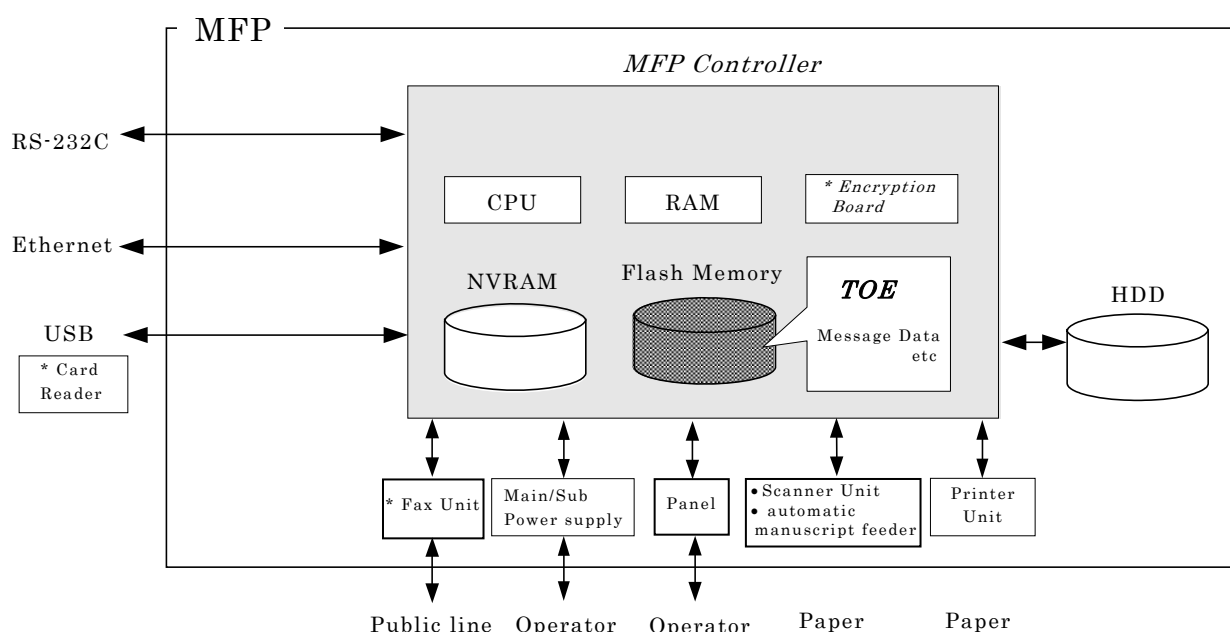 MFP
MFP Controller
RS-232C
CPU
RAM
* Encryption
Board
Ethernet
NVRAM
Flash Memory
TOE
Message Data
etc
HDD
USB
* Card
Reader
* Fax Unit
Main/Sub
Power supply
Panel
• Scanner Unit
• automatic
manuscript feeder
Printer
Unit
Public line
Operator
Operator
Paper
Paper